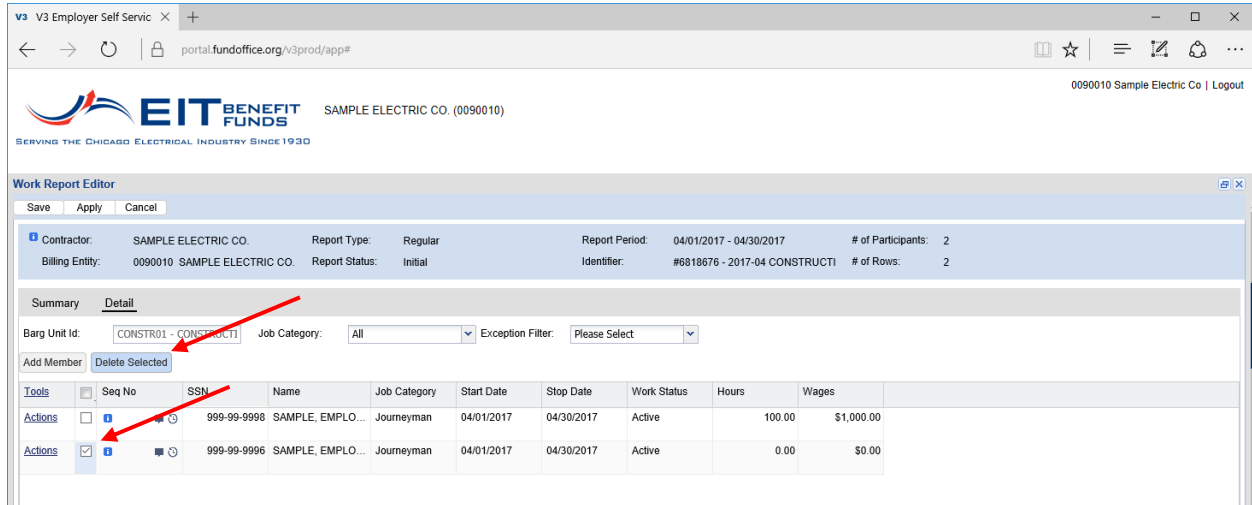 V3 V3 Employer Self Servic
portal.fundoffice.org/v3prod/app#
0090010 Sample Electric Co | Logout
EIT BENEFIT FUNDS
SAMPLE ELECTRIC CO. (0090010)
SERVING THE CHICAGO ELECTRICAL INDUSTRY SINCE 1930
Work Report Editor
Save Apply Cancel
Contractor: SAMPLE ELECTRIC CO. Report Type: Regular Report Period: 04/01/2017 - 04/30/2017 # of Participants: 2
Billing Entity: 0090010 SAMPLE ELECTRIC CO. Report Status: Initial Identifier: #6818676 - 2017-04 CONSTRUCTI # of Rows: 2
Summary Detail
Barg Unit Id: CONSTR01 - CONSTRUCTI Job Category: All Exception Filter: Please Select
Add Member Delete Selected
Tools Seq No SSN Name Job Category Start Date Stop Date Work Status Hours Wages
Actions 999-99-9998 SAMPLE, EMPLO... Journeyman 04/01/2017 04/30/2017 Active 100.00 $1,000.00
Actions 999-99-9996 SAMPLE, EMPLO... Journeyman 04/01/2017 04/30/2017 Active 0.00 $0.00